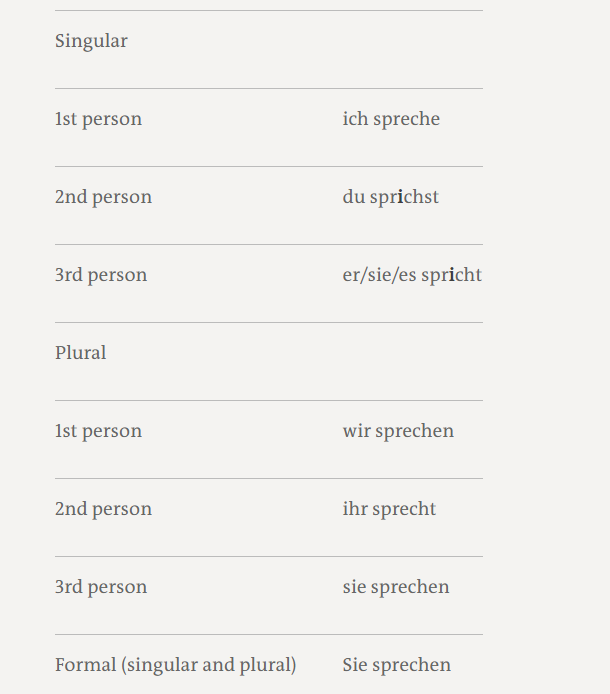 Singular
1st person ich spreche
2nd person du sprichst
3rd person er/sie/es spricht
Plural
1st person wir sprechen
2nd person ihr sprecht
3rd person sie sprechen
Formal (singular and plural) Sie sprechen